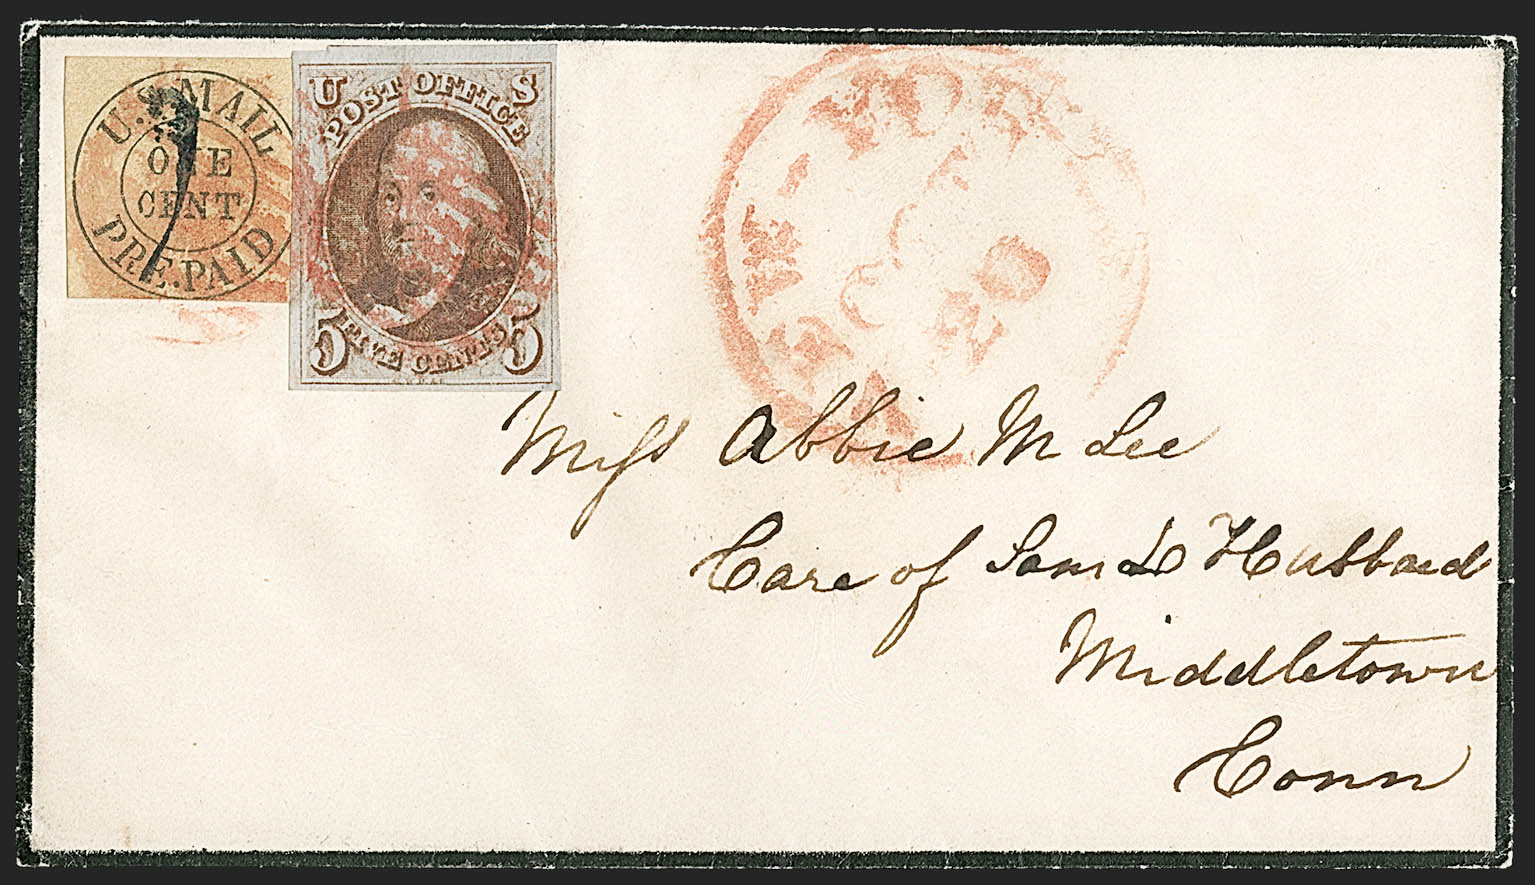 U.S MAIL
ONE
CENT
PRE.PAID
U S
POST OFFICE
FIVE CENTS
5 5
YORK
Miss Abbie M Lee
Care of Sam L Hubbard
Middletown
Conn